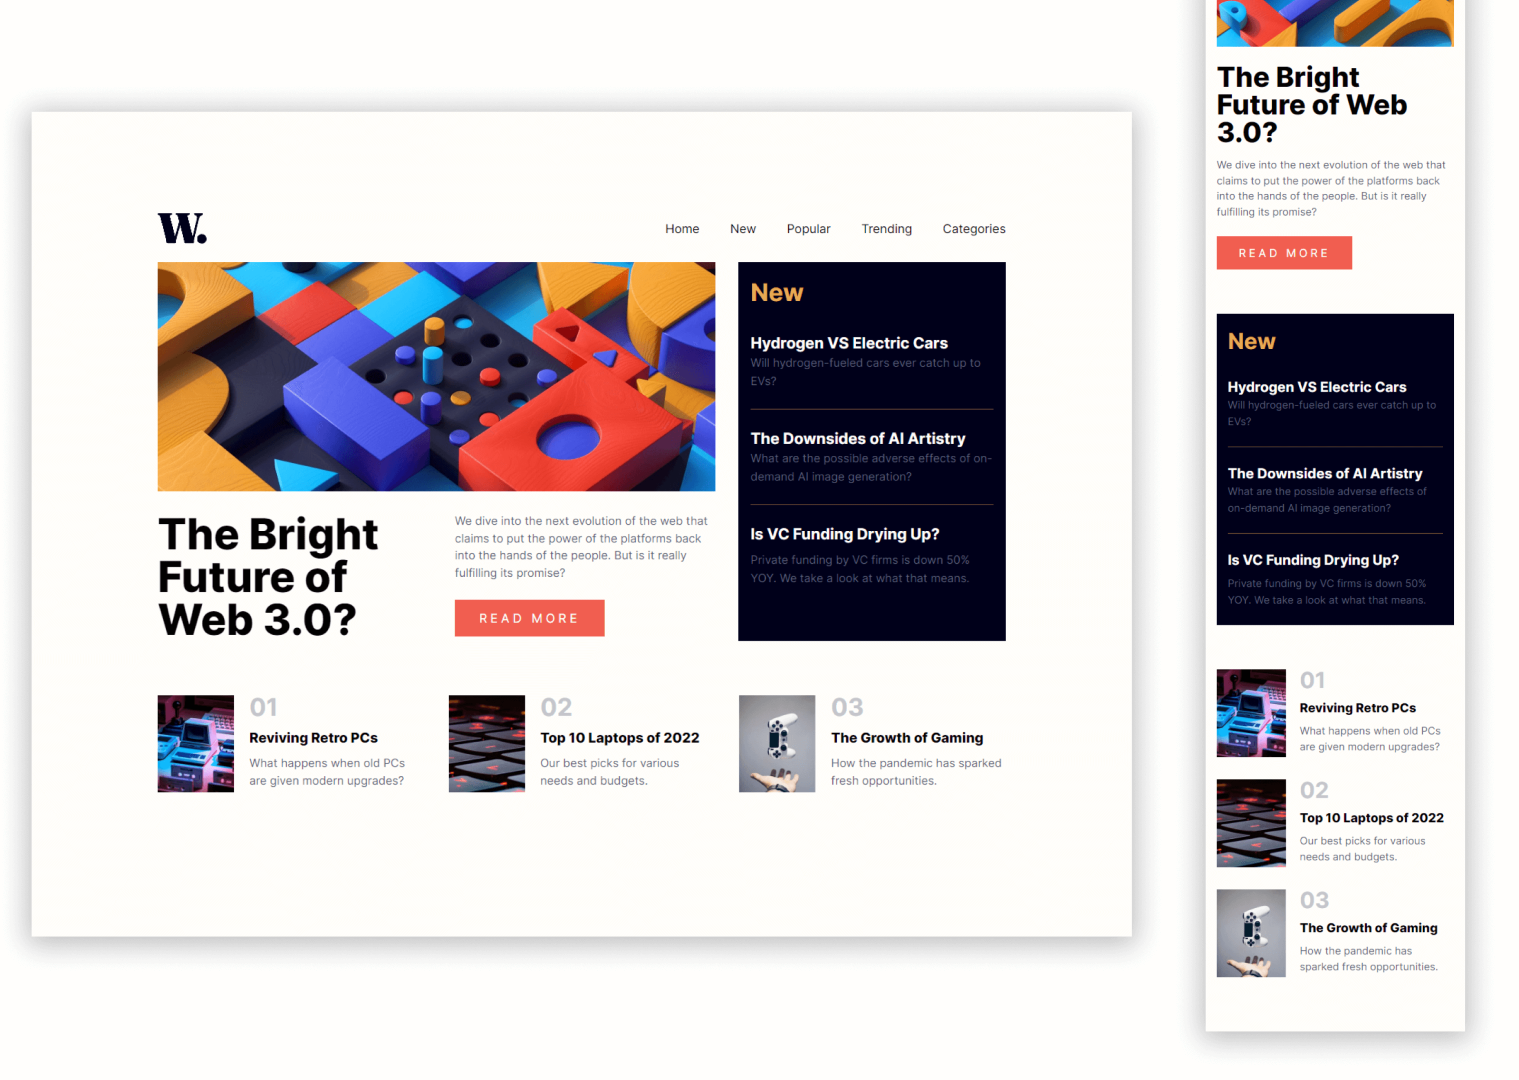 W.
Home New Popular Trending Categories
The Bright
Future of
Web 3.0?
We dive into the next evolution of the web that
claims to put the power of the platforms back
into the hands of the people. But is it really
fulfilling its promise?
READ MORE
New
Hydrogen VS Electric Cars
Will hydrogen-fueled cars ever catch up to
EVs?
The Downsides of AI Artistry
What are the possible adverse effects of on-
demand AI image generation?
Is VC Funding Drying Up?
Private funding by VC firms is down 50%
YOY. We take a look at what that means.
01
Reviving Retro PCs
What happens when old PCs
are given modern upgrades?
02
Top 10 Laptops of 2022
Our best picks for various
needs and budgets.
03
The Growth of Gaming
How the pandemic has sparked
fresh opportunities.
The Bright
Future of Web
3.0?
We dive into the next evolution of the web that
claims to put the power of the platforms back
into the hands of the people. But is it really
fulfilling its promise?
READ MORE
New
Hydrogen VS Electric Cars
Will hydrogen-fueled cars ever catch up to
EVs?
The Downsides of AI Artistry
What are the possible adverse effects of
on-demand AI image generation?
Is VC Funding Drying Up?
Private funding by VC firms is down 50%
YOY. We take a look at what that means.
01
Reviving Retro PCs
What happens when old PCs
are given modern upgrades?
02
Top 10 Laptops of 2022
Our best picks for various
needs and budgets.
03
The Growth of Gaming
How the pandemic has
sparked fresh opportunities.